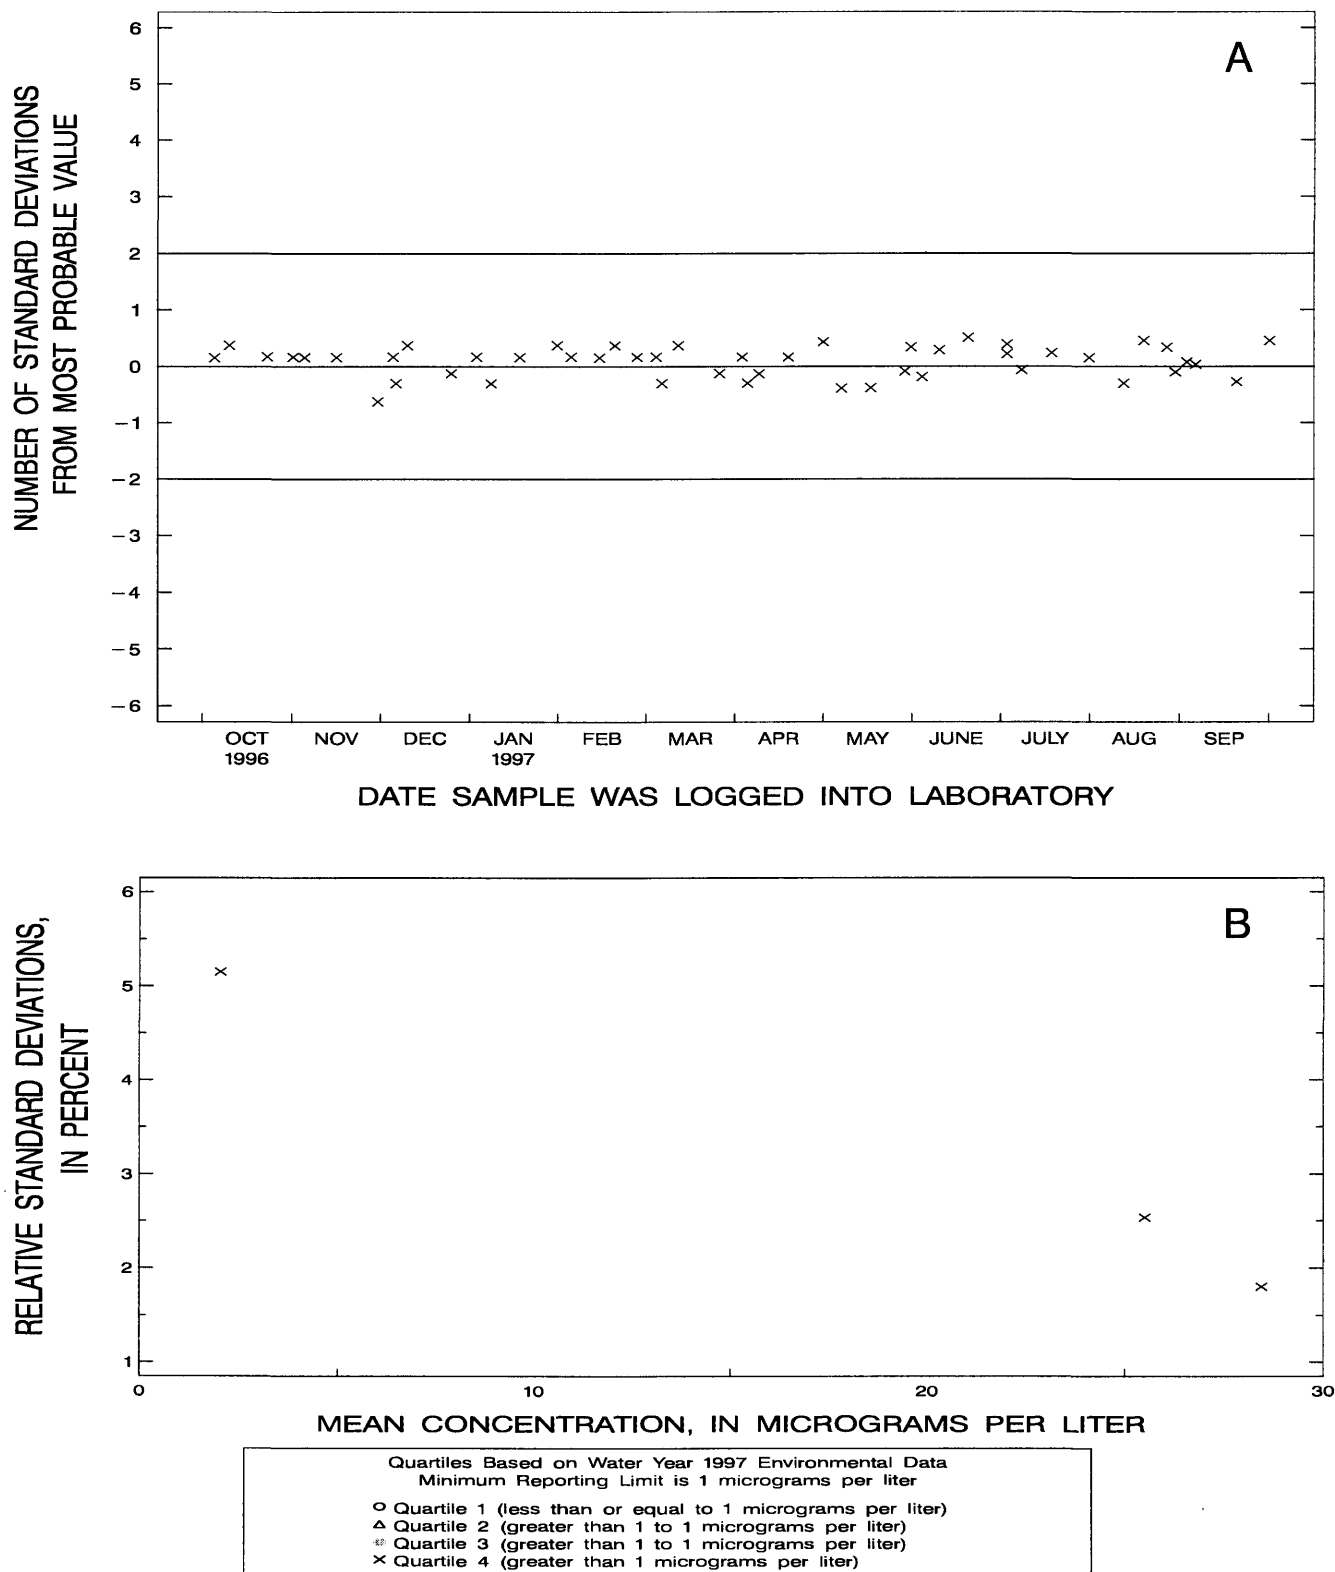 A
NUMBER OF STANDARD DEVIATIONS
FROM MOST PROBABLE VALUE
6
5
4
3
2
1
0
−1
−2
−3
−4
−5
−6
OCT NOV DEC JAN FEB MAR APR MAY JUNE JULY AUG SEP
1996 1997
DATE SAMPLE WAS LOGGED INTO LABORATORY
B
RELATIVE STANDARD DEVIATIONS,
IN PERCENT
6
5
4
3
2
1
0 10 20 30
MEAN CONCENTRATION, IN MICROGRAMS PER LITER
Quartiles Based on Water Year 1997 Environmental Data
Minimum Reporting Limit is 1 micrograms per liter
Quartile 1 (less than or equal to 1 micrograms per liter)
Quartile 2 (greater than 1 to 1 micrograms per liter)
Quartile 3 (greater than 1 to 1 micrograms per liter)
Quartile 4 (greater than 1 micrograms per liter)